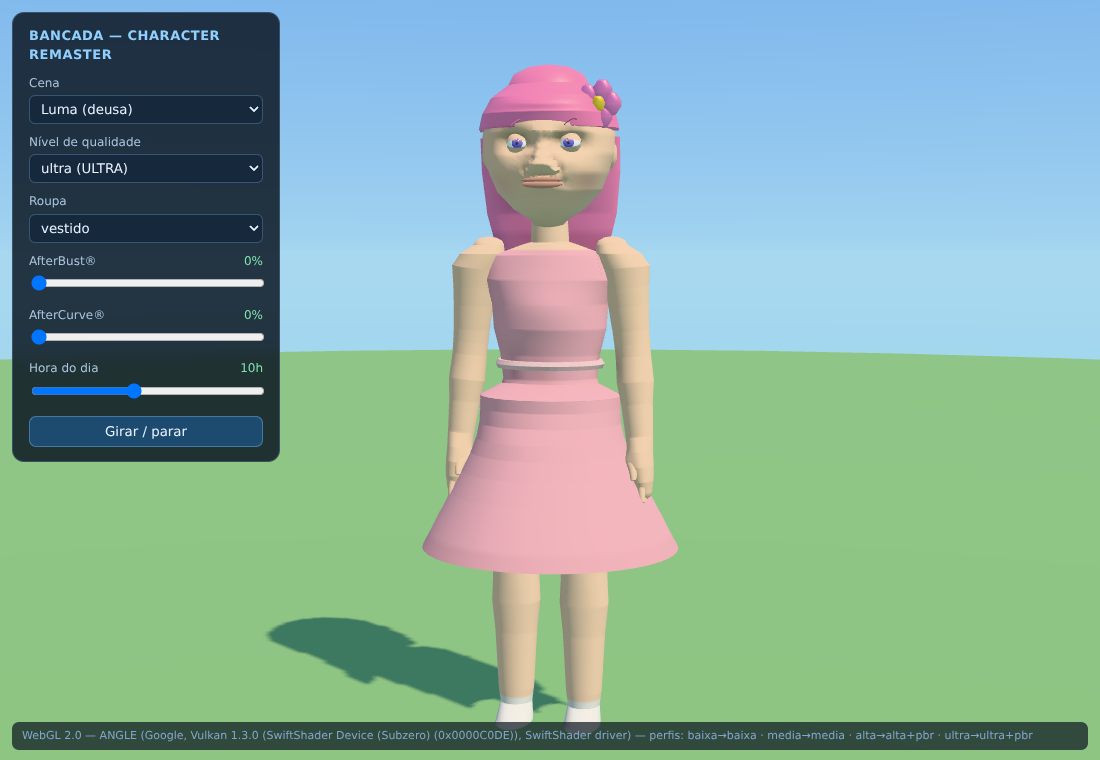 BANCADA — CHARACTER
REMASTER
Cena
Luma (deusa)
Nível de qualidade
ultra (ULTRA)
Roupa
vestido
AfterBust® 0%
AfterCurve® 0%
Hora do dia 10h
Girar / parar
WebGL 2.0 — ANGLE (Google, Vulkan 1.3.0 (SwiftShader Device (Subzero) (0x0000C0DE)), SwiftShader driver) — perfis: baixa→baixa · media→media · alta→alta+pbr · ultra→ultra+pbr